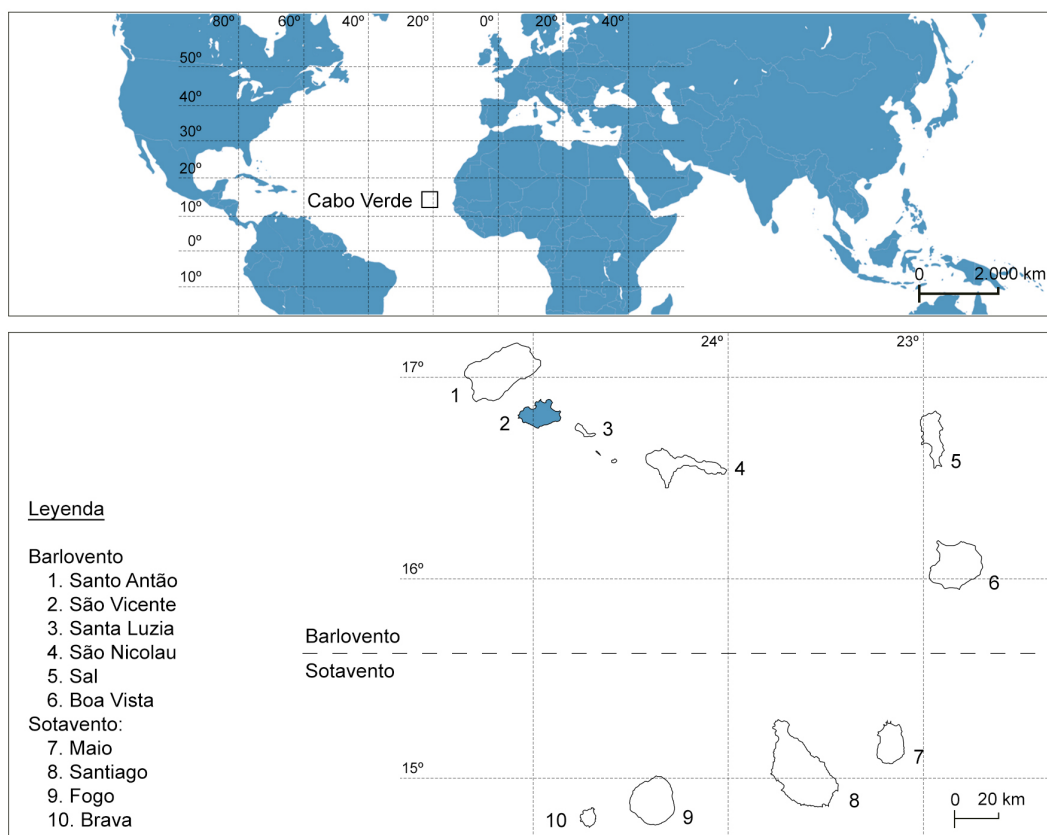 80º 60º 40º 20º 0º 20º 40º
50º
40º
30º
20º
Cabo Verde
10º
0º
10º
0 2.000 km
24º 23º
17º
1
2
3
4
5
16º
6
Barlovento
Sotavento
15º
7
8
9
10
0 20 km
Leyenda
Barlovento
1. Santo Antão
2. São Vicente
3. Santa Luzia
4. São Nicolau
5. Sal
6. Boa Vista
Sotavento:
7. Maio
8. Santiago
9. Fogo
10. Brava